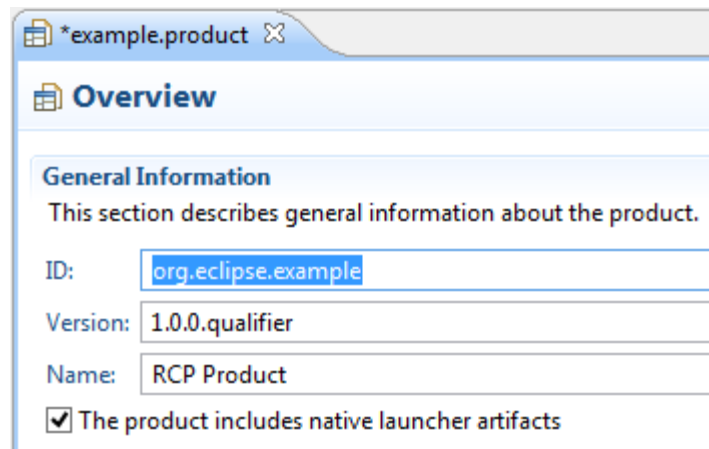 *example.product
Overview
General Information
This section describes general information about the product.
ID: org.eclipse.example
Version: 1.0.0.qualifier
Name: RCP Product
The product includes native launcher artifacts